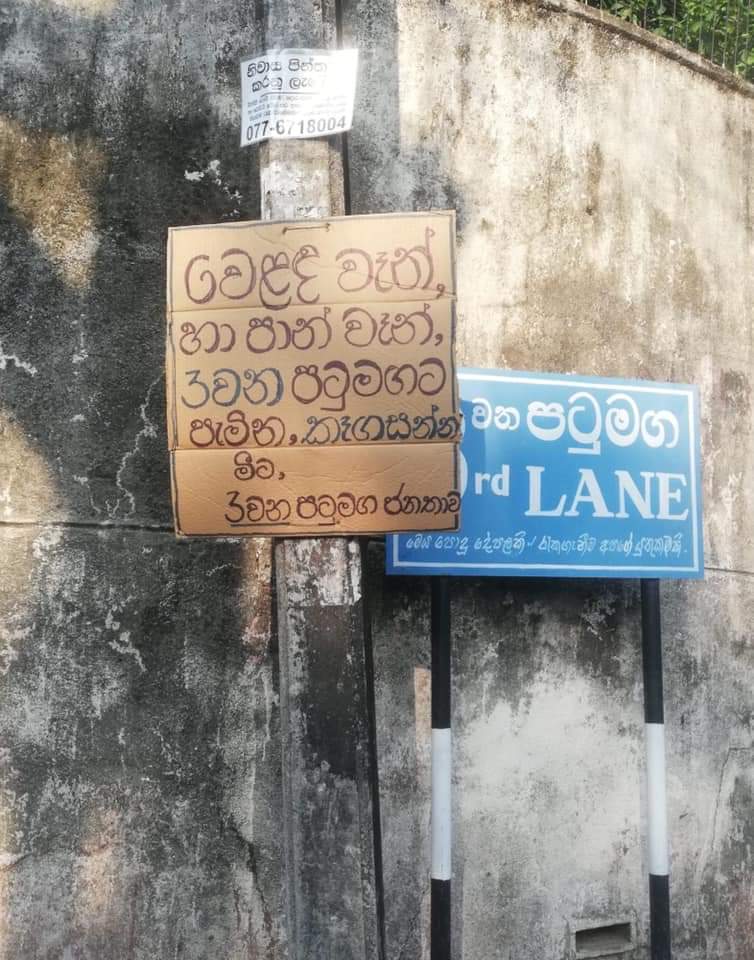 නිවාස පින්තාරු
කරනු ලැබේ
077-6718004
වෙළඳ වෑන්,
හා පාන් වෑන්,
3වන පටුමගට
පැමින, කෑගසන්න
මීට,
3වන පටුමග ජනතාව
වන පටුමග
rd LANE
මෙය පොදු දේපලකි රැකගැනීම අපගේ යුතුකමකි.